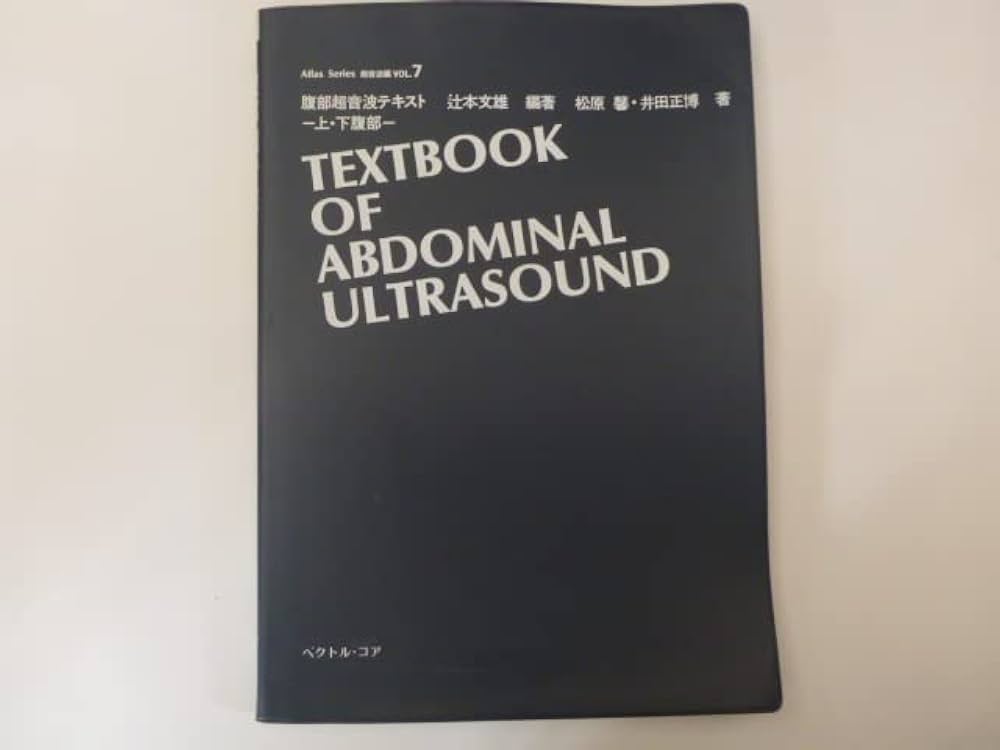 Atlas Series 超音波編 VOL.7
腹部超音波テキスト 辻本文雄 編著 松原 馨・井田正博 著
ー上・下腹部ー
TEXTBOOK
OF
ABDOMINAL
ULTRASOUND
ベクトル・コア